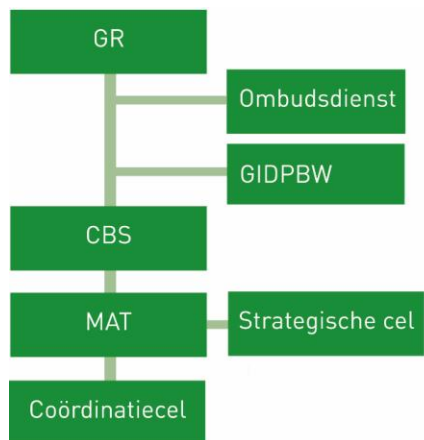 GR
Ombudsdienst
GIDPBW
CBS
MAT
Strategische cel
Coördinatiecel